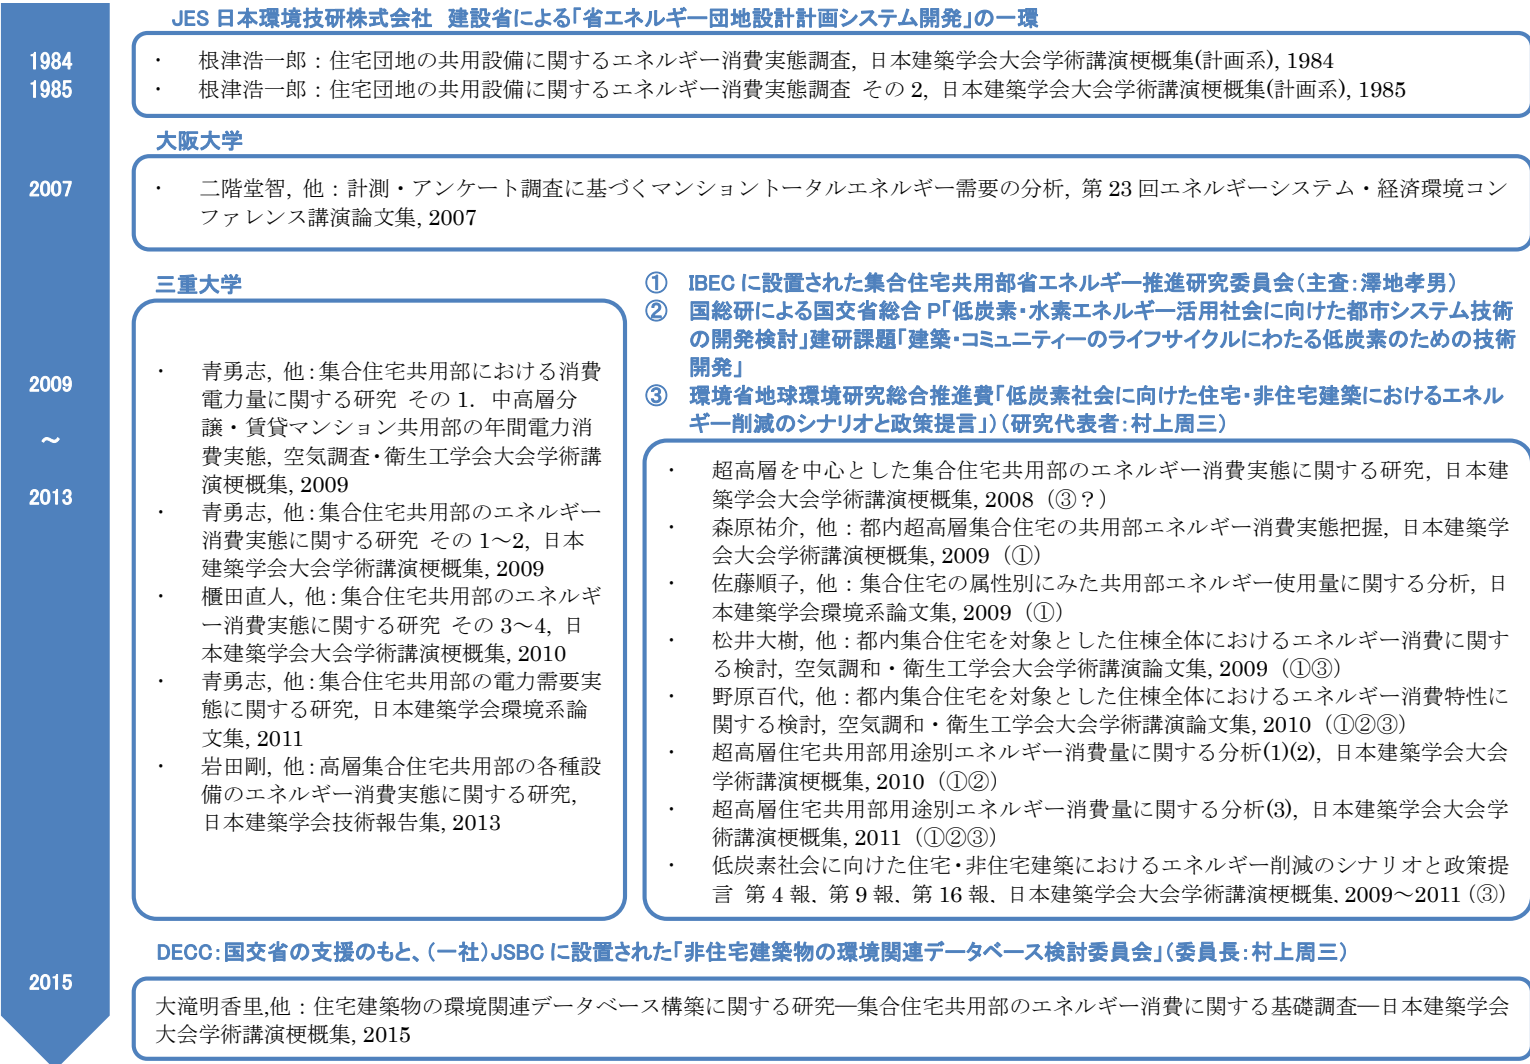 JES 日本環境技研株式会社 建設省による「省エネルギー団地設計計画システム開発」の一環
1984
・ 根津浩一郎：住宅団地の共用設備に関するエネルギー消費実態調査, 日本建築学会大会学術講演梗概集(計画系), 1984
1985
・ 根津浩一郎：住宅団地の共用設備に関するエネルギー消費実態調査 その 2, 日本建築学会大会学術講演梗概集(計画系), 1985
大阪大学
2007
・ 二階堂智, 他：計測・アンケート調査に基づくマンショントータルエネルギー需要の分析, 第 23 回エネルギーシステム・経済環境コン
ファレンス講演論文集, 2007
2009
～
2013
三重大学
・ 青勇志, 他：集合住宅共用部における消費
電力量に関する研究 その 1. 中高層分
譲・賃貸マンション共用部の年間電力消
費実態, 空気調査・衛生工学会大会学術講
演梗概集, 2009
・ 青勇志, 他：集合住宅共用部のエネルギー
消費実態に関する研究 その 1～2, 日本
建築学会大会学術講演梗概集, 2009
・ 櫃田直人, 他：集合住宅共用部のエネルギ
ー消費実態に関する研究 その 3～4, 日
本建築学会大会学術講演梗概集, 2010
・ 青勇志, 他：集合住宅共用部の電力需要実
態に関する研究, 日本建築学会環境系論
文集, 2011
・ 岩田剛, 他：高層集合住宅共用部の各種設
備のエネルギー消費実態に関する研究,
日本建築学会技術報告集, 2013
① IBEC に設置された集合住宅共用部省エネルギー推進研究委員会（主査：澤地孝男）
② 国総研による国交省総合 P「低炭素・水素エネルギー活用社会に向けた都市システム技術
の開発検討」建研課題「建築・コミュニティーのライフサイクルにわたる低炭素のための技術
開発」
③ 環境省地球環境研究総合推進費「低炭素社会に向けた住宅・非住宅建築におけるエネル
ギー削減のシナリオと政策提言」）（研究代表者：村上周三）
・ 超高層を中心とした集合住宅共用部のエネルギー消費実態に関する研究, 日本建
築学会大会学術講演梗概集, 2008（③？）
・ 森原祐介, 他：都内超高層集合住宅の共用部エネルギー消費実態把握, 日本建築学
会大会学術講演梗概集, 2009（①）
・ 佐藤順子, 他：集合住宅の属性別にみた共用部エネルギー使用量に関する分析, 日
本建築学会環境系論文集, 2009（①）
・ 松井大樹, 他：都内集合住宅を対象とした住棟全体におけるエネルギー消費に関す
る検討, 空気調和・衛生工学会大会学術講演論文集, 2009（①③）
・ 野原百代, 他：都内集合住宅を対象とした住棟全体におけるエネルギー消費特性に
関する検討, 空気調和・衛生工学会大会学術講演論文集, 2010（①②③）
・ 超高層住宅共用部用途別エネルギー消費量に関する分析(1)(2), 日本建築学会大会
学術講演梗概集, 2010（①②）
・ 超高層住宅共用部用途別エネルギー消費量に関する分析(3), 日本建築学会大会学
術講演梗概集, 2011（①②③）
・ 低炭素社会に向けた住宅・非住宅建築におけるエネルギー削減のシナリオと政策提
言 第 4 報, 第 9 報, 第 16 報, 日本建築学会大会学術講演梗概集, 2009～2011（③）
DECC：国交省の支援のもと、（一社）JSBC に設置された「非住宅建築物の環境関連データベース検討委員会」（委員長：村上周三）
2015
大滝明香里,他：住宅建築物の環境関連データベース構築に関する研究―集合住宅共用部のエネルギー消費に関する基礎調査―日本建築学会
大会学術講演梗概集, 2015